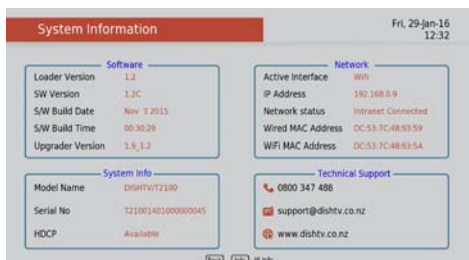 System Information
Fri, 29-Jan-16
12:32
Software
Loader Version 1.2
SW Version 1.2C
S/W Build Date Nov 3 2015
S/W Build Time 00:30:29
Upgrader Version 1.9_1.2
Network
Active Interface Wifi
IP Address 192.168.0.9
Network status Intranet Connected
Wired MAC Address DC:53:7C:48:93:59
WiFi MAC Address DC:53:7C:48:93:5A
System Info
Model Name DISHTV/T2100
Serial No T21001401000000045
HDCP Available
Technical Support
0800 347 488
support@dishtv.co.nz
www.dishtv.co.nz